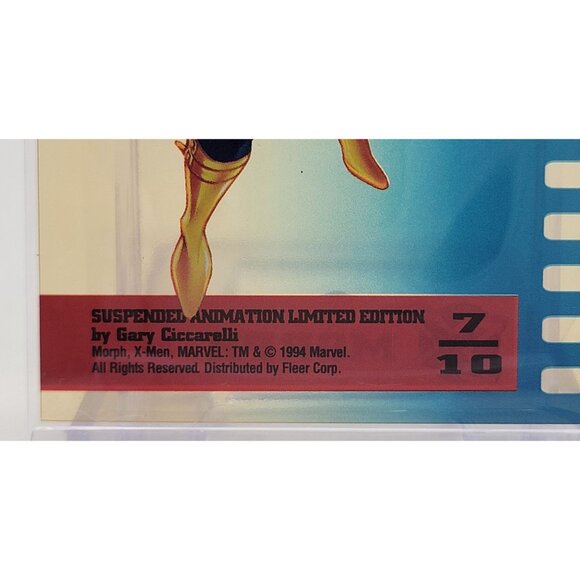 SUSPENDED ANIMATION LIMITED EDITION
by Gary Ciccarelli
Morph, X-Men, MARVEL: TM & © 1994 Marvel.
All Rights Reserved. Distributed by Fleer Corp.
7
10